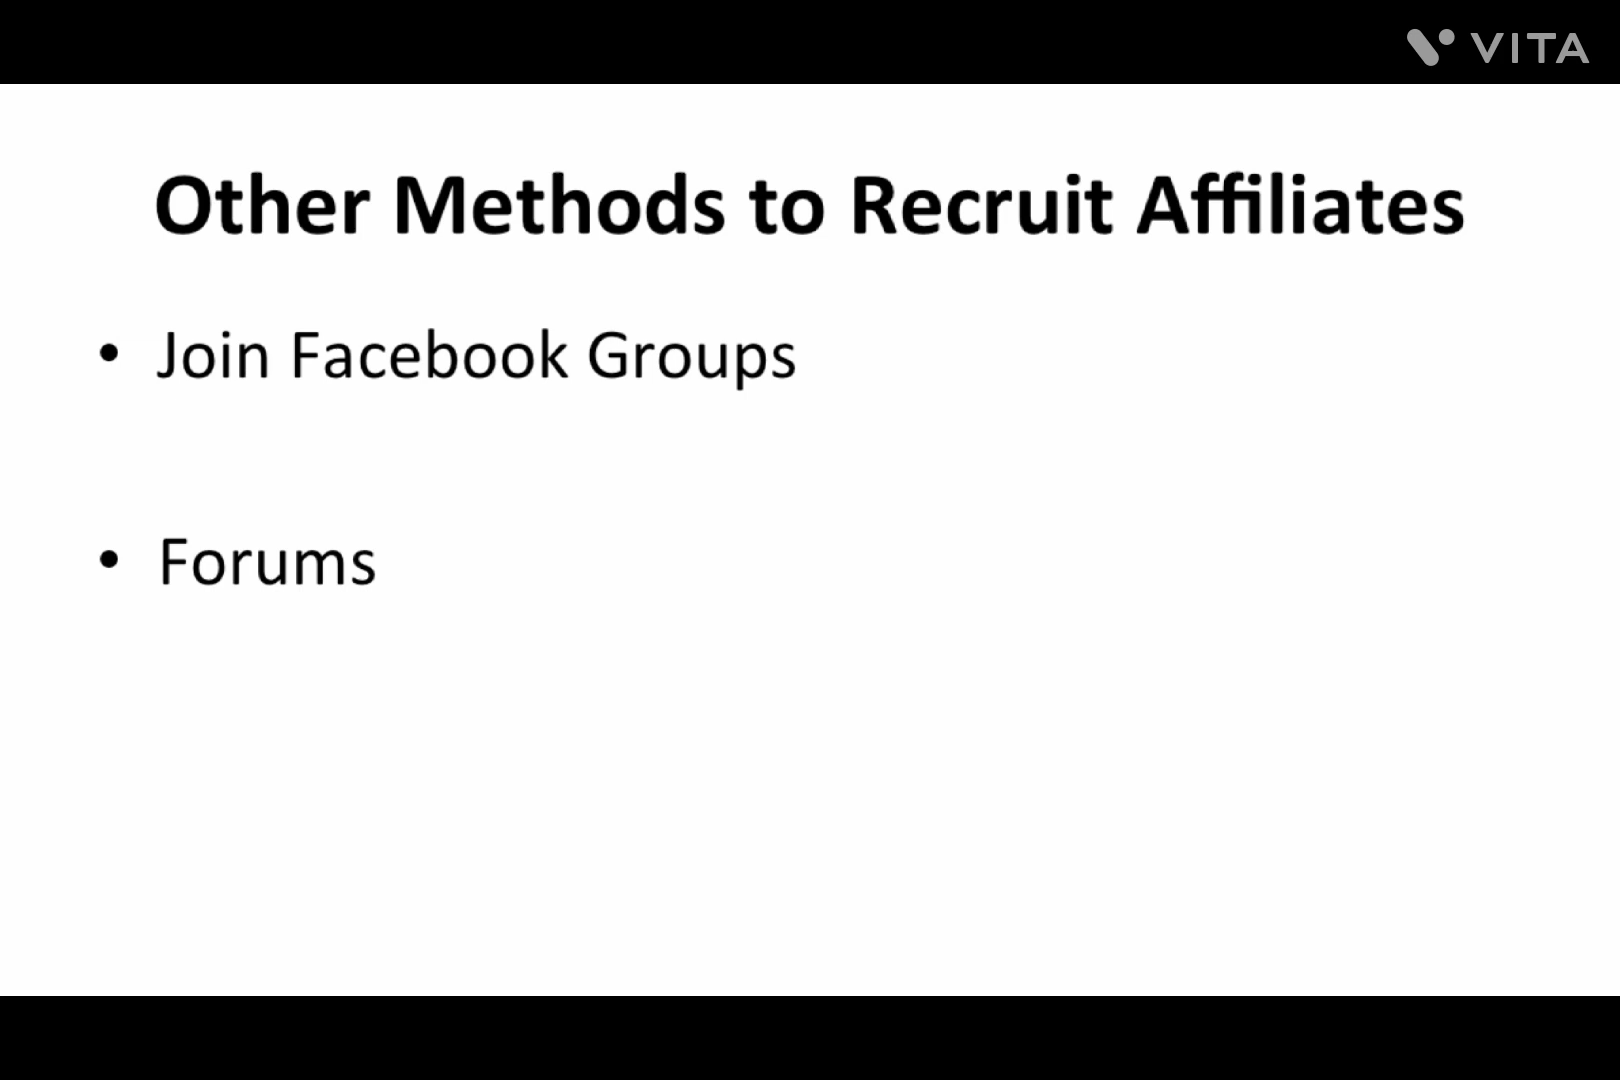 VITA
Other Methods to Recruit Affiliates
• Join Facebook Groups
• Forums